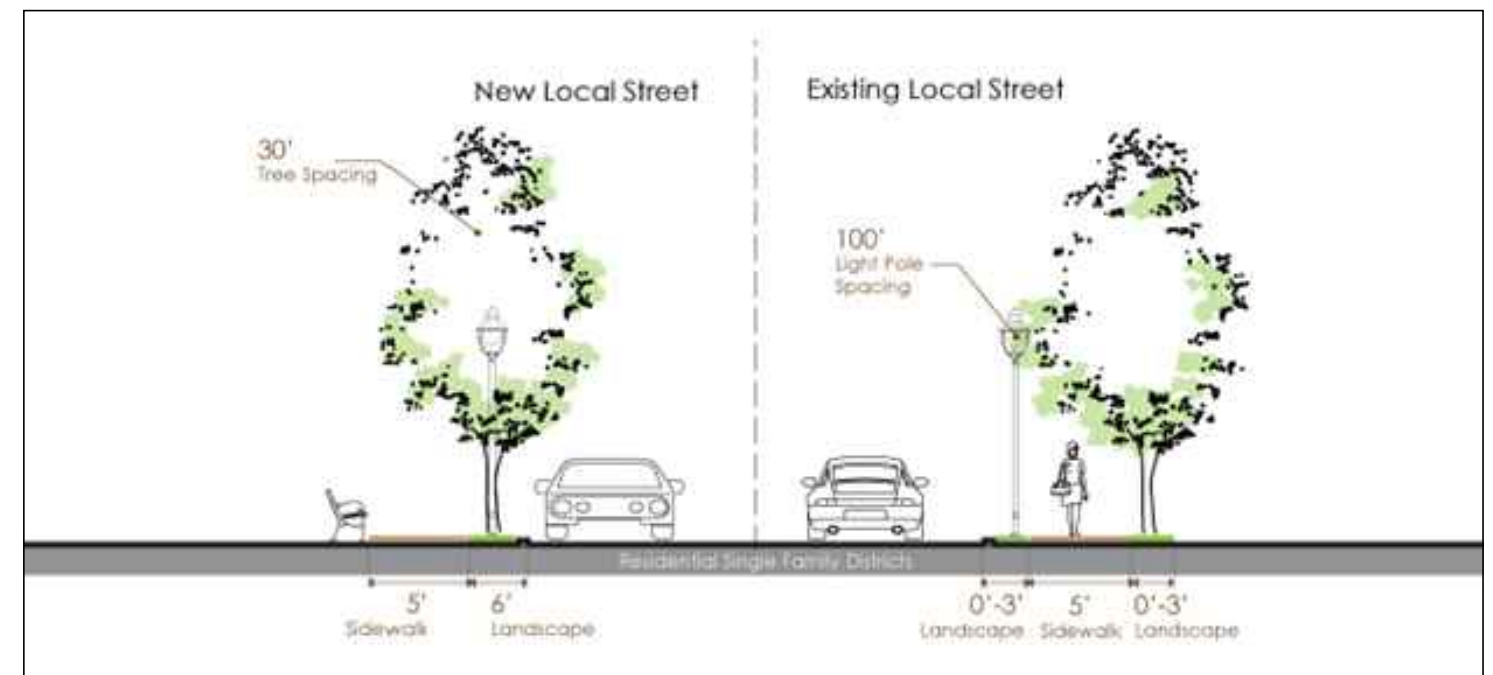 New Local Street
Existing Local Street
30'
Tree Spacing
100'
Light Pole
Spacing
Residential Single Family Districts
5'
Sidewalk
6'
Landscape
0'-3'
Landscape
5'
Sidewalk
0'-3'
Landscape